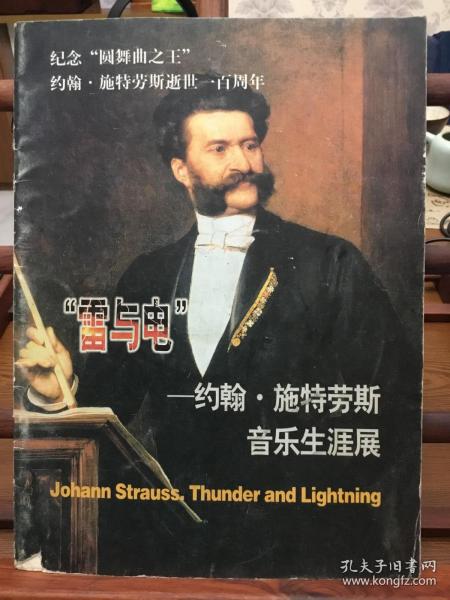 纪念“圆舞曲之王”
约翰·施特劳斯逝世一百周年
“雷与电”
—约翰·施特劳斯
音乐生涯展
Johann Strauss, Thunder and Lightning
孔夫子旧书网
www.kongfz.com